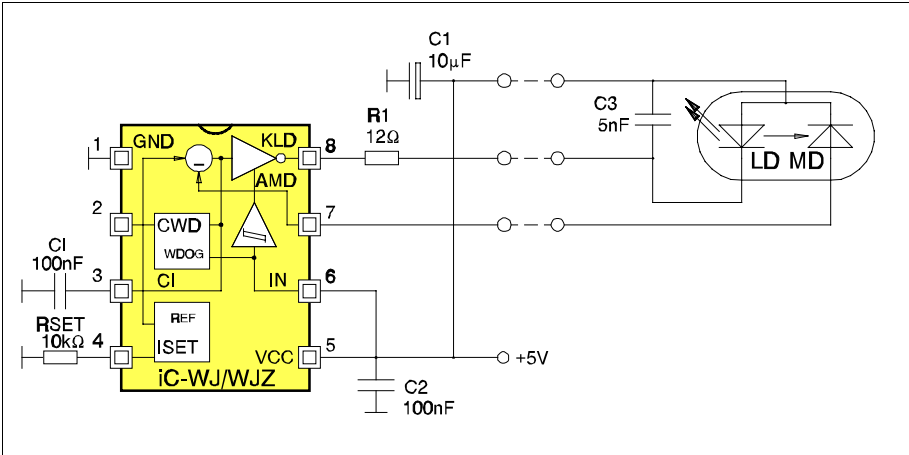 C1
10µF
C3
5nF
R1
12Ω
LD MD
1
GND
KLD
8
AMD
2
CWD
7
WDOG
CI
100nF
3
CI
IN
6
RSET
10kΩ
4
REF
ISET
VCC
5
+5V
iC-WJ/WJZ
C2
100nF